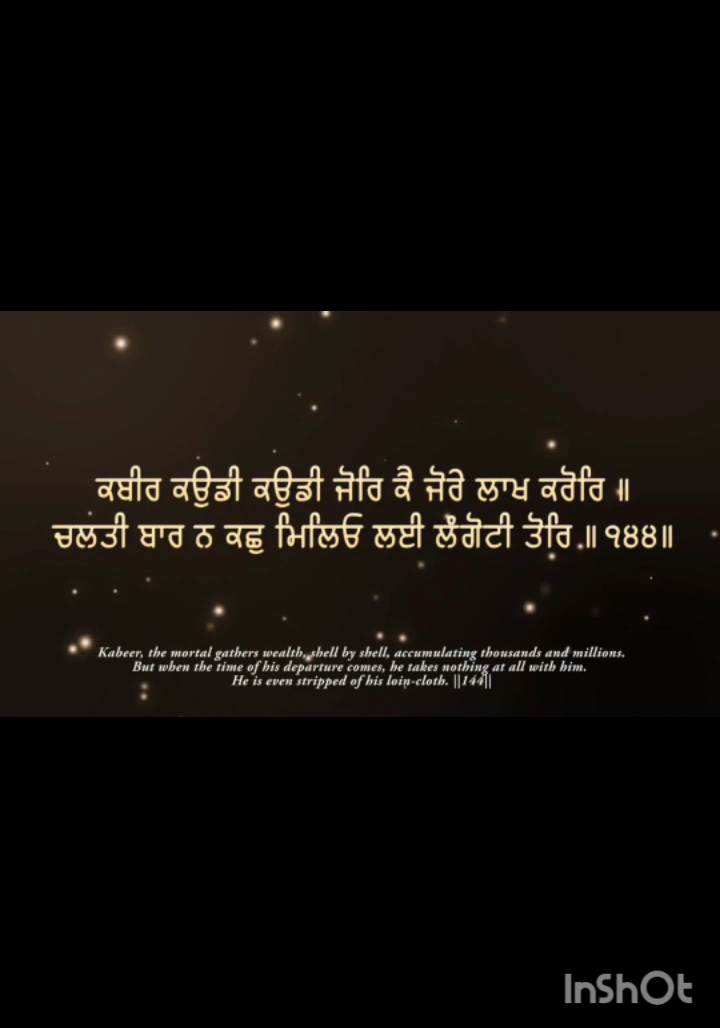 ਕਬੀਰ ਕਉਡੀ ਕਉਡੀ ਜੋਰਿ ਕੈ ਜੋਰੇ ਲਾਖ ਕਰੋਰਿ ॥
ਚਲਤੀ ਬਾਰ ਨ ਕਛੁ ਮਿਲਿਓ ਲਈ ਲੰਗੋਟੀ ਤੋਰਿ ॥੧੪੪॥
Kabeer, the mortal gathers wealth, shell by shell, accumulating thousands and millions.
But when the time of his departure comes, he takes nothing at all with him.
He is even stripped of his loin-cloth. ||144||
InShOt